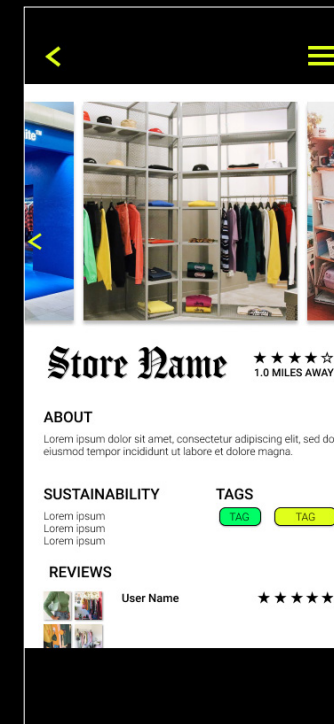 Store Name
1.0 MILES AWAY
ABOUT
Lorem ipsum dolor sit amet, consectetur adipiscing elit, sed do
eiusmod tempor incididunt ut labore et dolore magna.
SUSTAINABILITY
TAGS
Lorem ipsum
Lorem ipsum
Lorem ipsum
TAG
TAG
REVIEWS
User Name